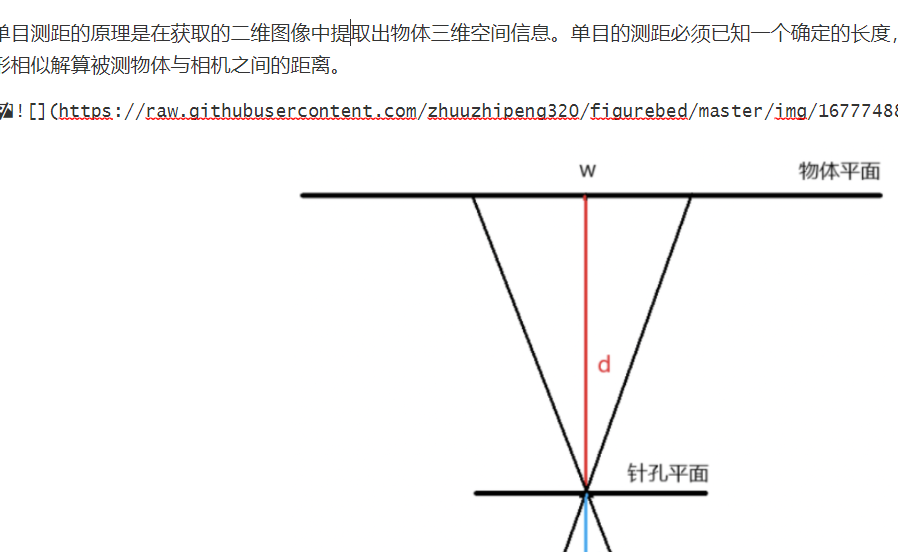 单目测距的原理是在获取的二维图像中提取出物体三维空间信息。单目的测距必须已知一个确定的长度，
形相似解算被测物体与相机之间的距离。
![](https://raw.githubusercontent.com/zhuuzhipeng320/figurebed/master/img/16777488
w
物体平面
d
针孔平面